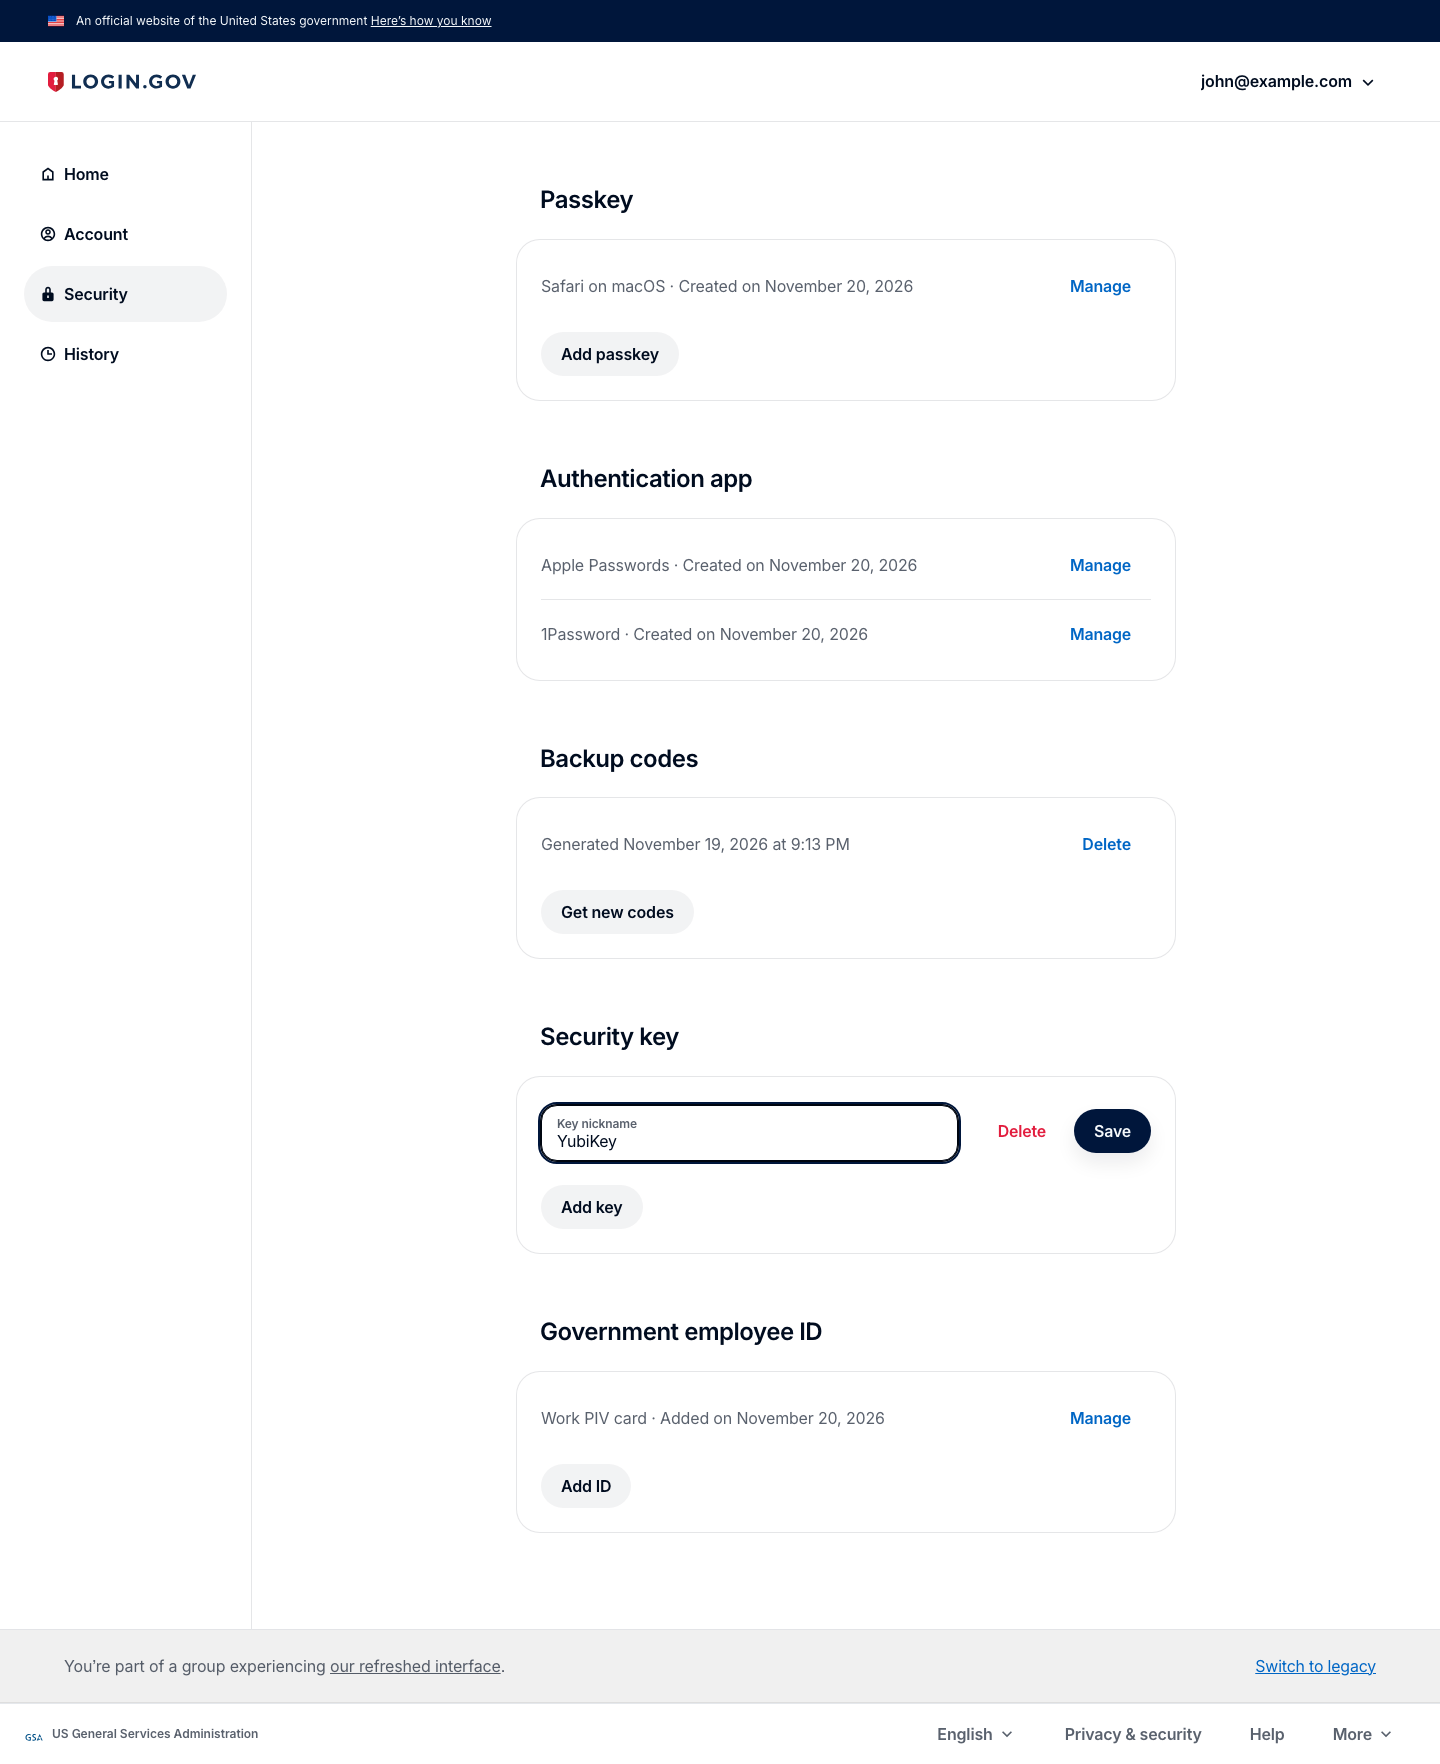 An official website of the United States government Here’s how you know
LOGIN.GOV
john@example.com
Home
Account
Security
History
Passkey
Safari on macOS · Created on November 20, 2026
Manage
Add passkey
Authentication app
Apple Passwords · Created on November 20, 2026
Manage
1Password · Created on November 20, 2026
Manage
Backup codes
Generated November 19, 2026 at 9:13 PM
Delete
Get new codes
Security key
Key nickname
YubiKey
Delete
Save
Add key
Government employee ID
Work PIV card · Added on November 20, 2026
Manage
Add ID
You’re part of a group experiencing our refreshed interface.
Switch to legacy
GSA
US General Services Administration
English
Privacy & security
Help
More